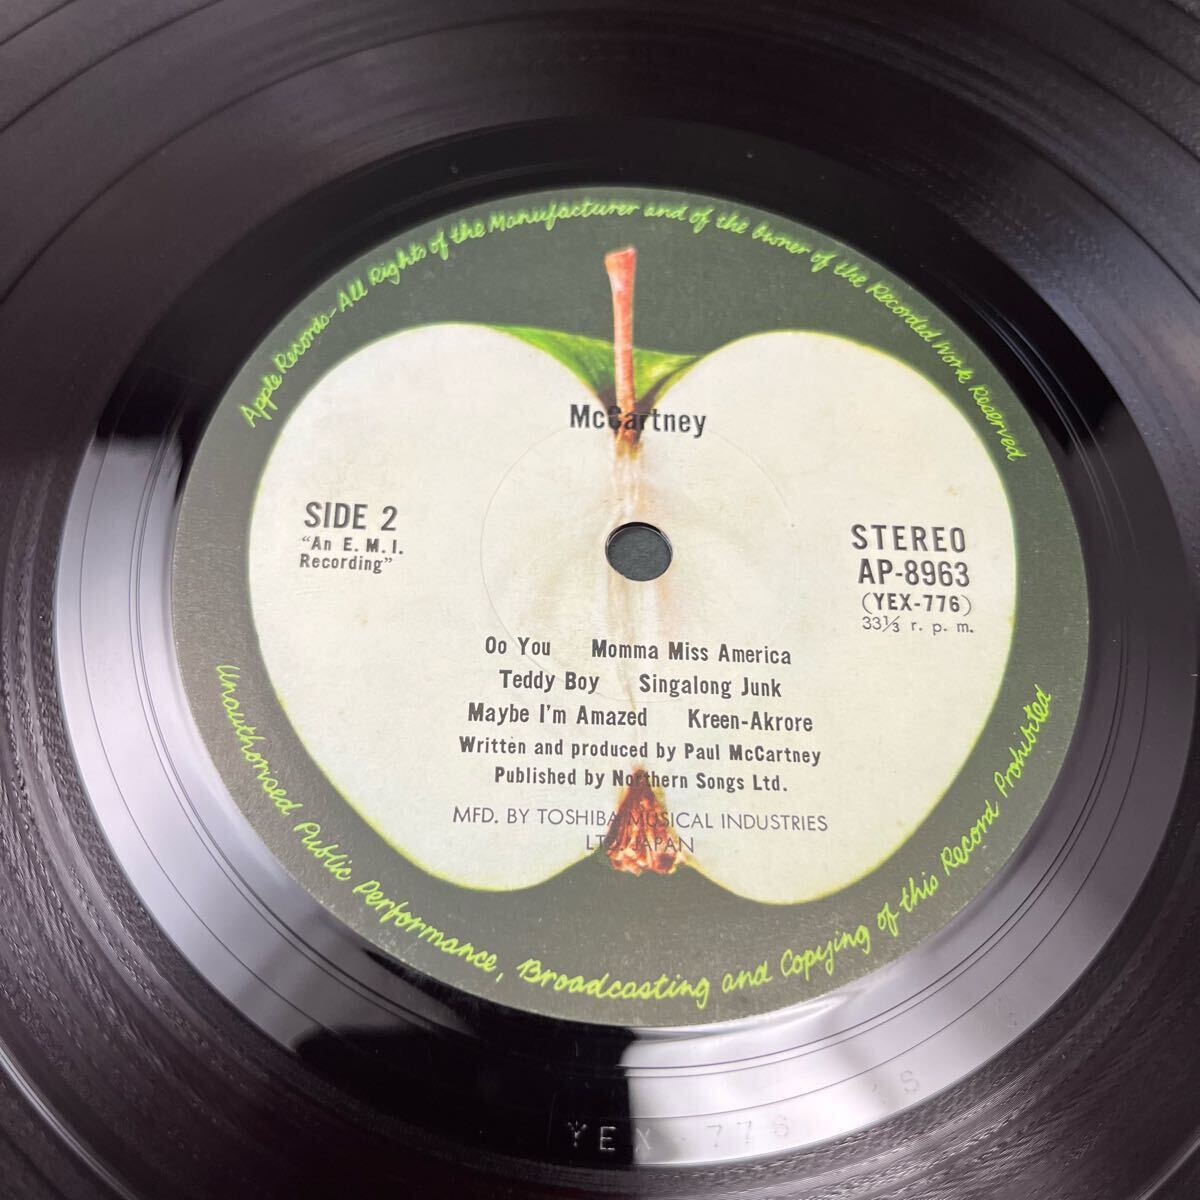 Apple Records-All Rights of the Manufacturer and of the Owner of the Recorded Work Reserved
McCartney
SIDE 2
"An E. M. I.
Recording"
STEREO
AP-8963
(YEX-776)
33⅓ r. p. m.
Oo You Momma Miss America
Teddy Boy Singalong Junk
Maybe I'm Amazed Kreen-Akrore
Written and produced by Paul McCartney
Published by Northern Songs Ltd.
MFD. BY TOSHIBA MUSICAL INDUSTRIES
LTD. JAPAN
Unauthorised Public Performance, Broadcasting and Copying of this Record Prohibited
YEX 776 'S